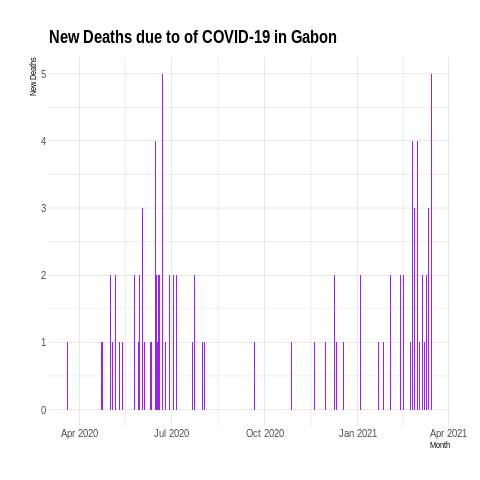 New Deaths due to of COVID-19 in Gabon
New Deaths
5
4
3
2
1
0
Apr 2020 Jul 2020 Oct 2020 Jan 2021 Apr 2021
Month